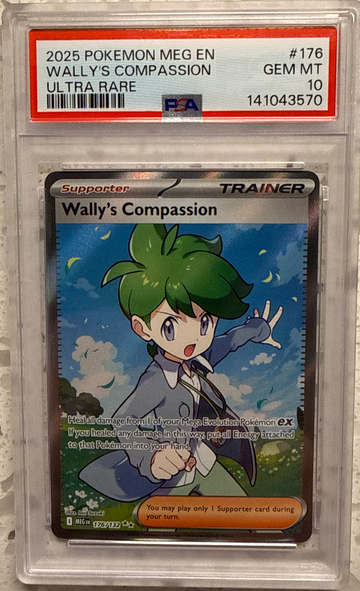 2025 POKEMON MEG EN #176
WALLY'S COMPASSION GEM MT
ULTRA RARE 10
PSA 141043570
Supporter TRAINER
Wally's Compassion
Heal all damage from 1 of your Mega Evolution Pokémon ex
If you healed any damage in this way, put all Energy attached
to that Pokémon into your hand.
You may play only 1 Supporter card during
your turn.
I MEG EN 176/132